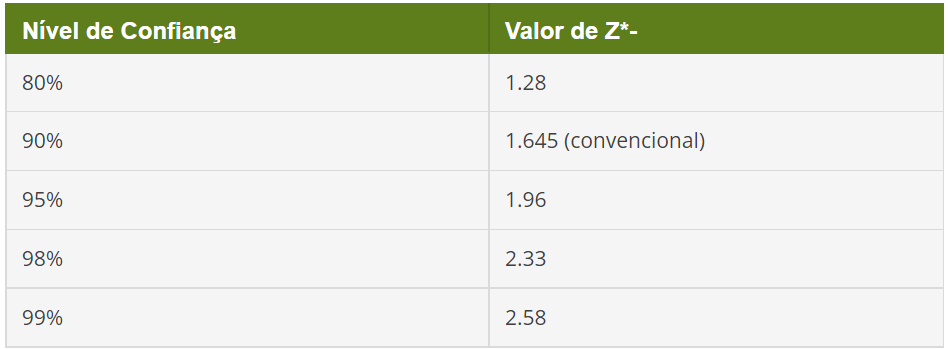 Nível de Confiança Valor de Z*-
80% 1.28
90% 1.645 (convencional)
95% 1.96
98% 2.33
99% 2.58